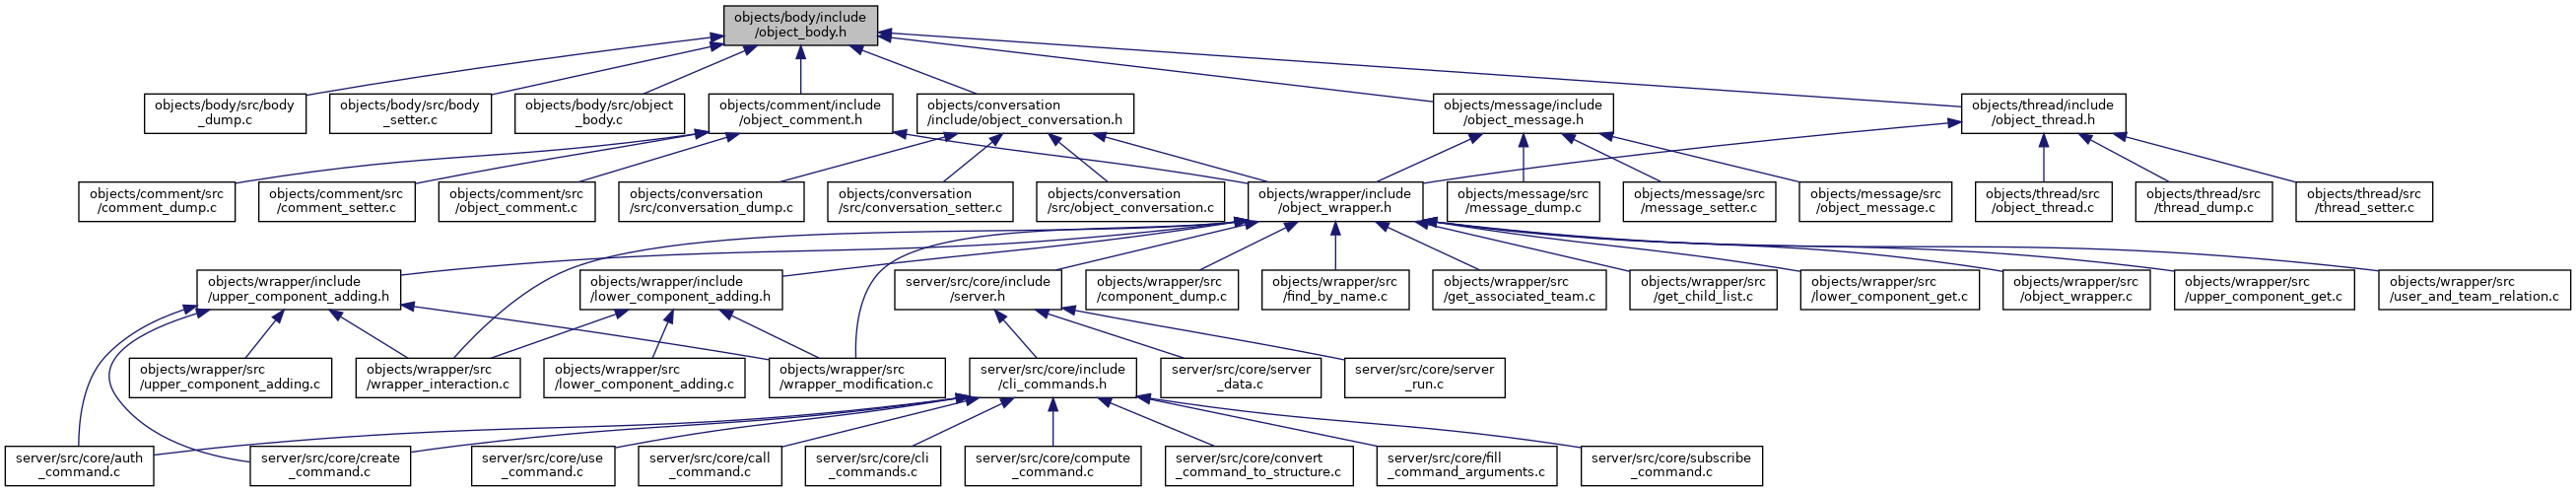 objects/body/include
/object_body.h
objects/body/src/body
_dump.c
objects/body/src/body
_setter.c
objects/body/src/object
_body.c
objects/comment/include
/object_comment.h
objects/conversation
/include/object_conversation.h
objects/message/include
/object_message.h
objects/thread/include
/object_thread.h
objects/comment/src
/comment_dump.c
objects/comment/src
/comment_setter.c
objects/comment/src
/object_comment.c
objects/conversation
/src/conversation_dump.c
objects/conversation
/src/conversation_setter.c
objects/conversation
/src/object_conversation.c
objects/wrapper/include
/object_wrapper.h
objects/message/src
/message_dump.c
objects/message/src
/message_setter.c
objects/message/src
/object_message.c
objects/thread/src
/object_thread.c
objects/thread/src
/thread_dump.c
objects/thread/src
/thread_setter.c
objects/wrapper/include
/upper_component_adding.h
objects/wrapper/include
/lower_component_adding.h
server/src/core/include
/server.h
objects/wrapper/src
/component_dump.c
objects/wrapper/src
/find_by_name.c
objects/wrapper/src
/get_associated_team.c
objects/wrapper/src
/get_child_list.c
objects/wrapper/src
/lower_component_get.c
objects/wrapper/src
/object_wrapper.c
objects/wrapper/src
/upper_component_get.c
objects/wrapper/src
/user_and_team_relation.c
objects/wrapper/src
/upper_component_adding.c
objects/wrapper/src
/wrapper_interaction.c
objects/wrapper/src
/lower_component_adding.c
objects/wrapper/src
/wrapper_modification.c
server/src/core/include
/cli_commands.h
server/src/core/server
_data.c
server/src/core/server
_run.c
server/src/core/auth
_command.c
server/src/core/create
_command.c
server/src/core/use
_command.c
server/src/core/call
_command.c
server/src/core/cli
_commands.c
server/src/core/compute
_command.c
server/src/core/convert
_command_to_structure.c
server/src/core/fill
_command_arguments.c
server/src/core/subscribe
_command.c